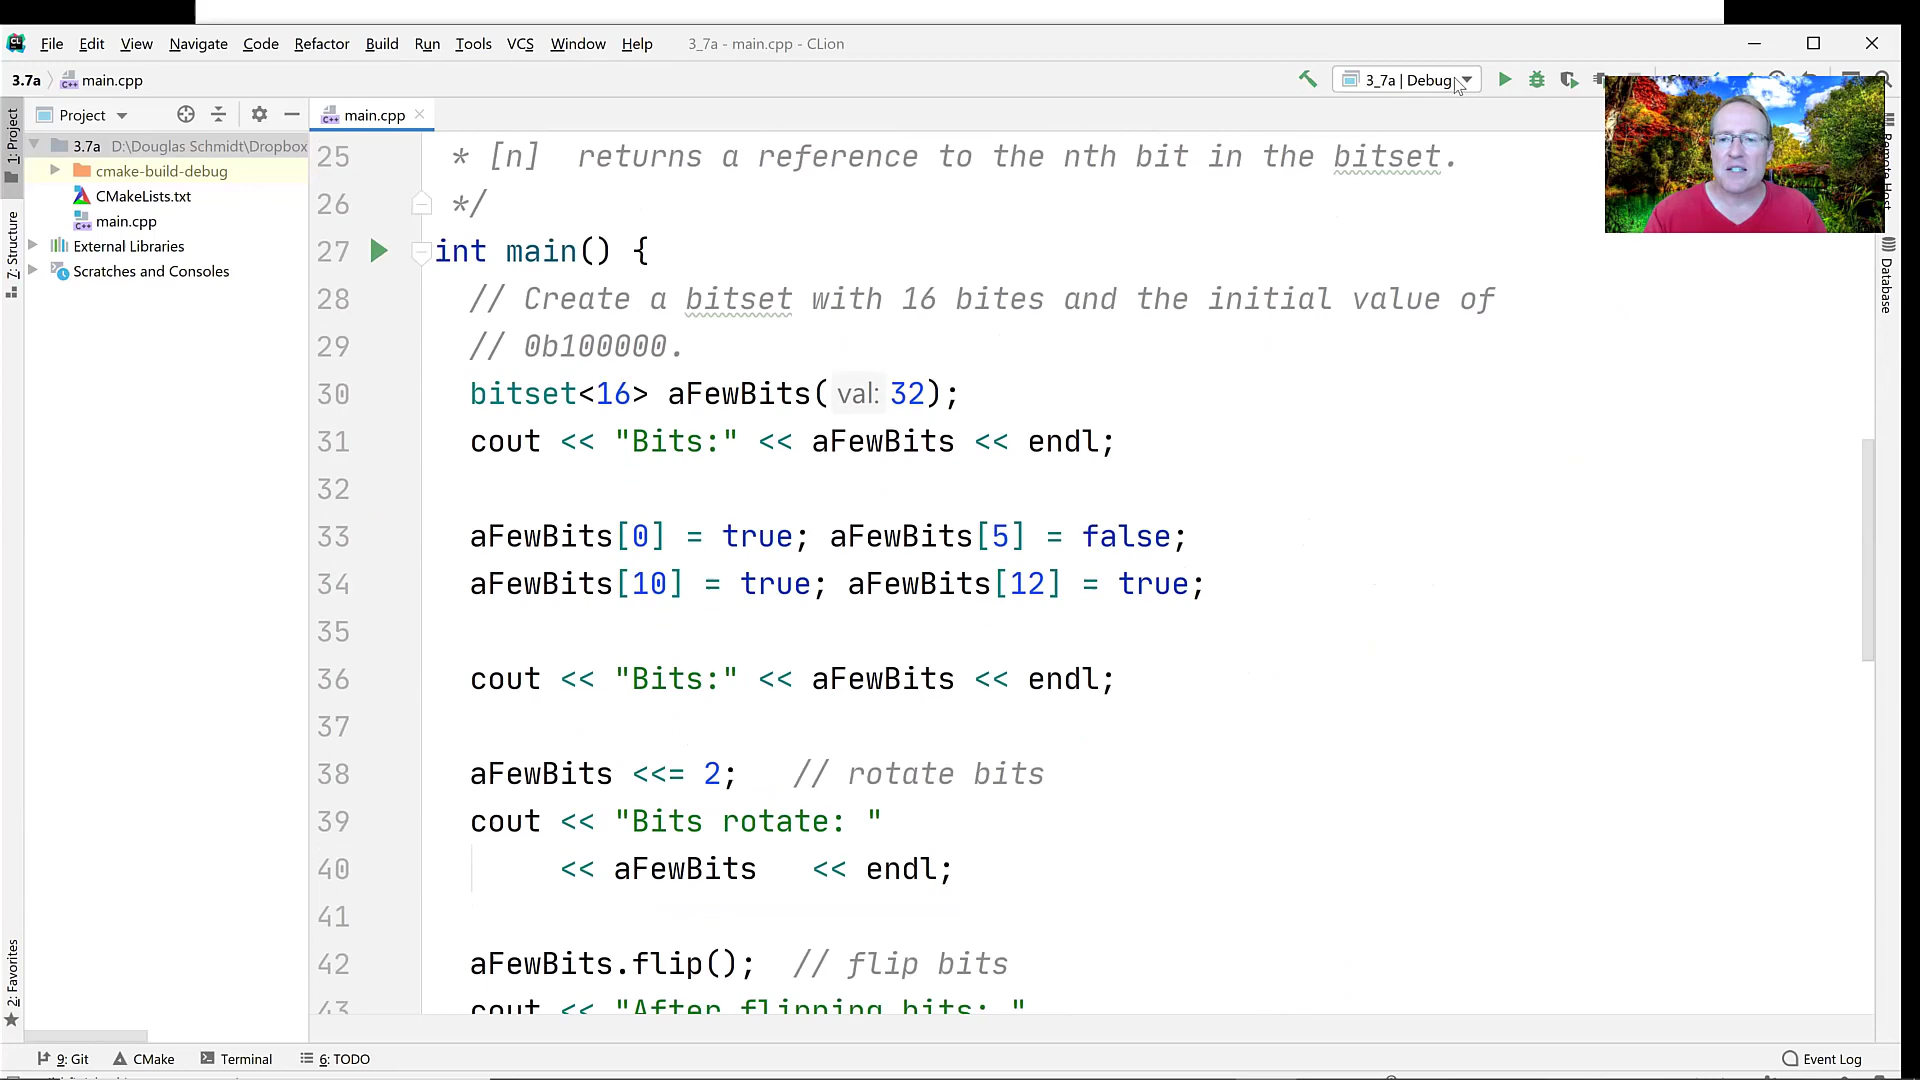 File Edit View Navigate Code Refactor Build Run Tools VCS Window Help 3_7a - main.cpp - CLion
3.7a main.cpp 3_7a | Debug
Project main.cpp
1: Project
7: Structure
2: Favorites
3.7a D:\Douglas Schmidt\Dropbox
cmake-build-debug
CMakeLists.txt
main.cpp
External Libraries
Scratches and Consoles
25 * [n] returns a reference to the nth bit in the bitset.
26 */
27 int main() {
28 // Create a bitset with 16 bites and the initial value of
29 // 0b100000.
30 bitset<16> aFewBits( val: 32);
31 cout << "Bits:" << aFewBits << endl;
32
33 aFewBits[0] = true; aFewBits[5] = false;
34 aFewBits[10] = true; aFewBits[12] = true;
35
36 cout << "Bits:" << aFewBits << endl;
37
38 aFewBits <<= 2; // rotate bits
39 cout << "Bits rotate: "
40 << aFewBits << endl;
41
42 aFewBits.flip(); // flip bits
43 cout << "After flipping bits: "
Database
9: Git CMake Terminal 6: TODO Event Log